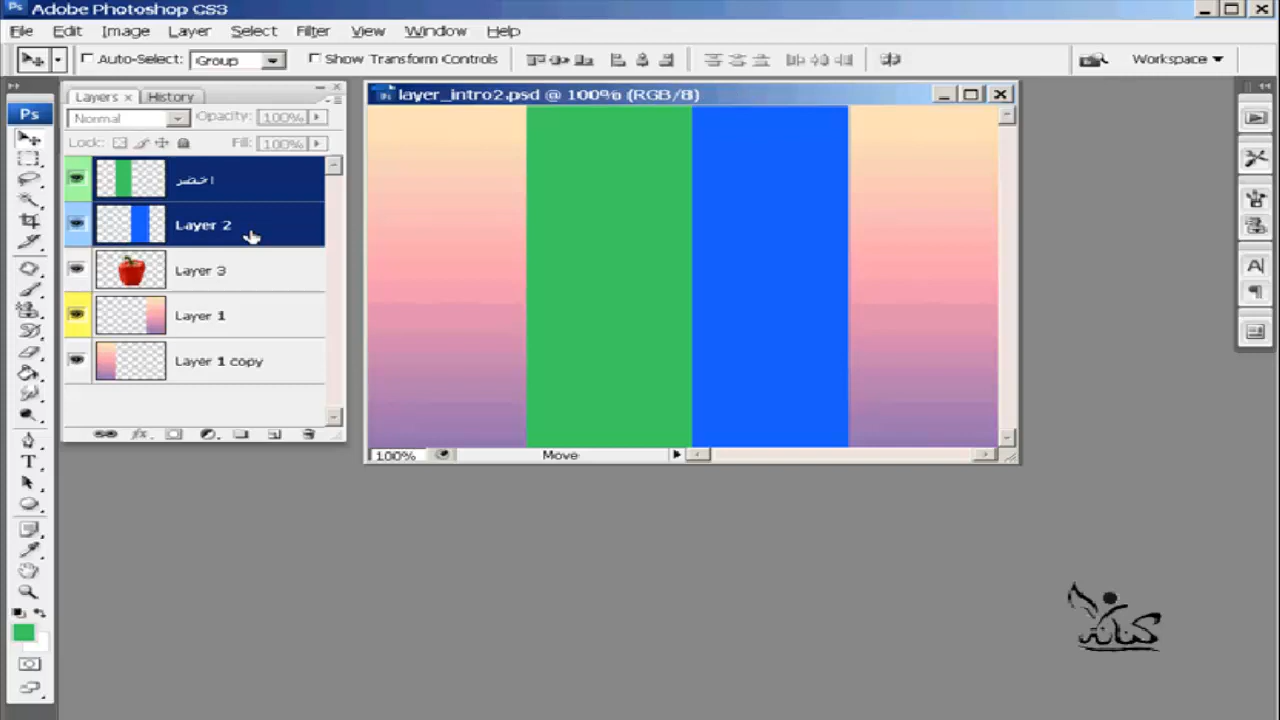 Adobe Photoshop CS3
File Edit Image Layer Select Filter View Window Help
Auto-Select: Group Show Transform Controls Workspace
Layers History
layer_intro2.psd @ 100% (RGB/8)
Normal Opacity: 100%
Lock: Fill: 100%
اخضر
Layer 2
Layer 3
Layer 1
Layer 1 copy
100% Move
كنانة